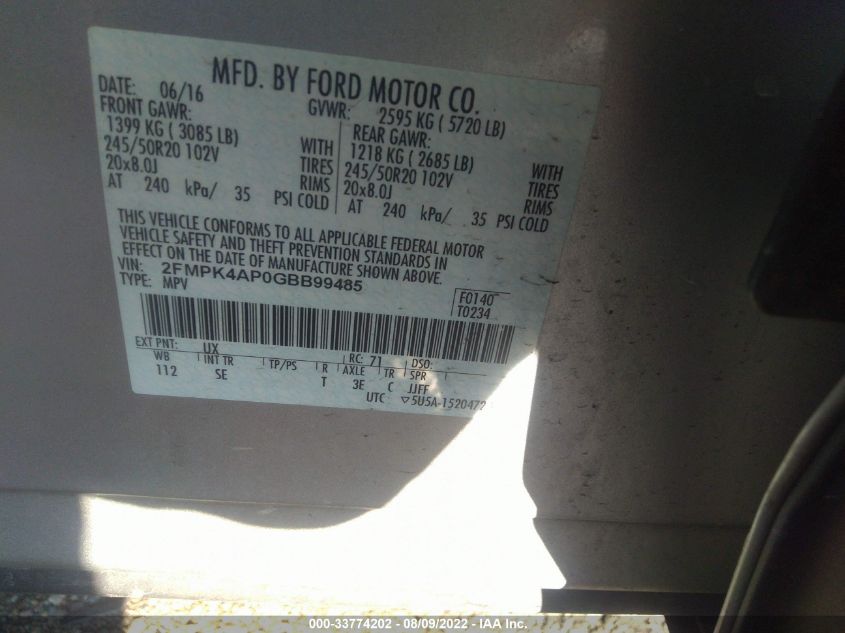 MFD. BY FORD MOTOR CO.
DATE: 06/16 GVWR: 2595 KG ( 5720 LB)
FRONT GAWR: REAR GAWR:
1399 KG ( 3085 LB) WITH 1218 KG ( 2685 LB) WITH
245/50R20 102V TIRES 245/50R20 102V TIRES
20x8.0J RIMS 20x8.0J RIMS
AT 240 kPa/ 35 PSI COLD AT 240 kPa/ 35 PSI COLD
THIS VEHICLE CONFORMS TO ALL APPLICABLE FEDERAL MOTOR
VEHICLE SAFETY AND THEFT PREVENTION STANDARDS IN
EFFECT ON THE DATE OF MANUFACTURE SHOWN ABOVE.
VIN: 2FMPK4AP0GBB99485
TYPE: MPV
F0140
T0234
EXT PNT: UX RC: 71 DSO:
WB INT TR TP/PS R AXLE TR SPR
112 SE T 3E C JJFF
UTC ▽5U5A-1520472
000-33774202 - 08/09/2022 - IAA Inc.